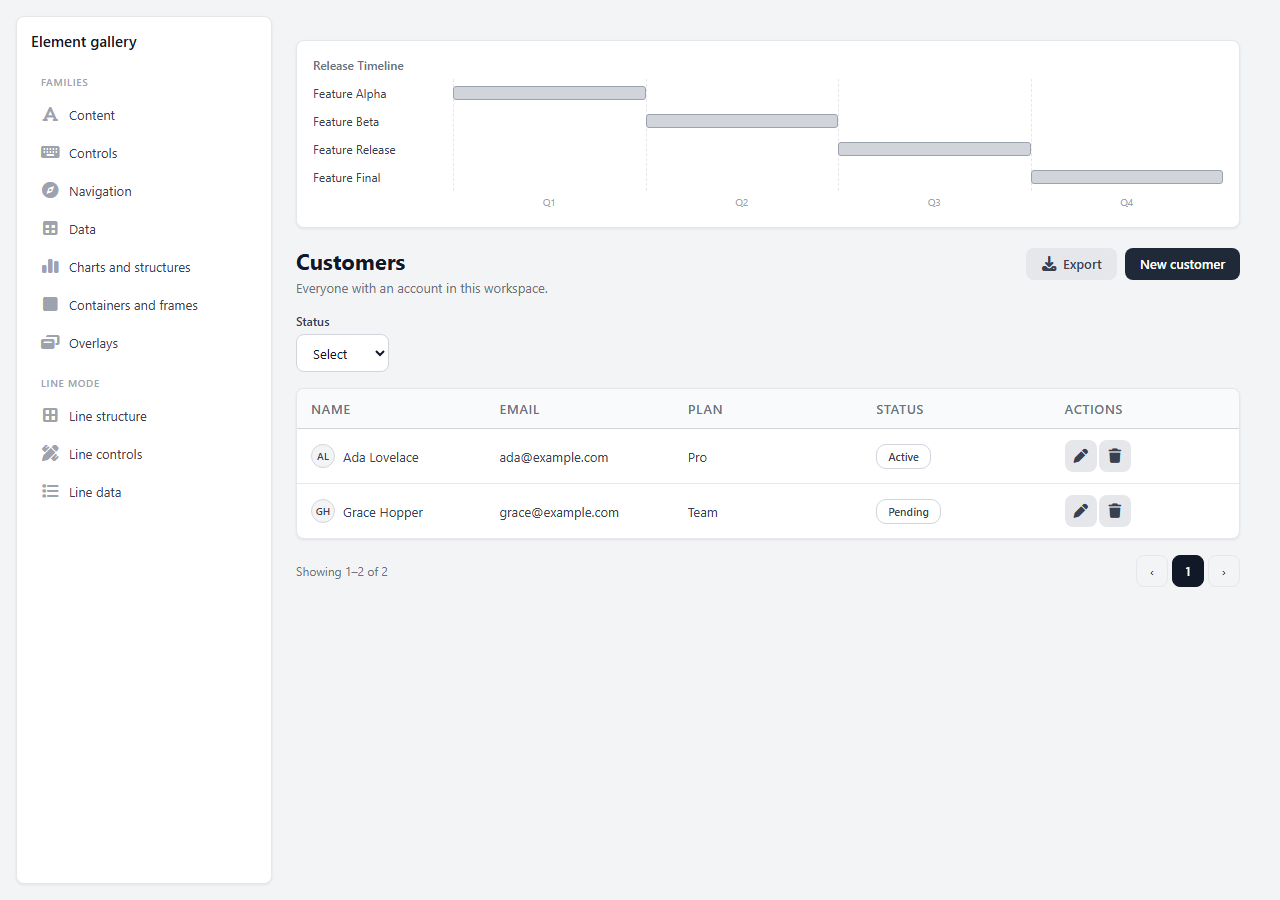 Element gallery
FAMILIES
Content
Controls
Navigation
Data
Charts and structures
Containers and frames
Overlays
LINE MODE
Line structure
Line controls
Line data
Release Timeline
Feature Alpha
Feature Beta
Feature Release
Feature Final
Q1 Q2 Q3 Q4
Customers
Everyone with an account in this workspace.
Export New customer
Status
Select
NAME EMAIL PLAN STATUS ACTIONS
AL Ada Lovelace ada@example.com Pro Active
GH Grace Hopper grace@example.com Team Pending
Showing 1–2 of 2
‹ 1 ›